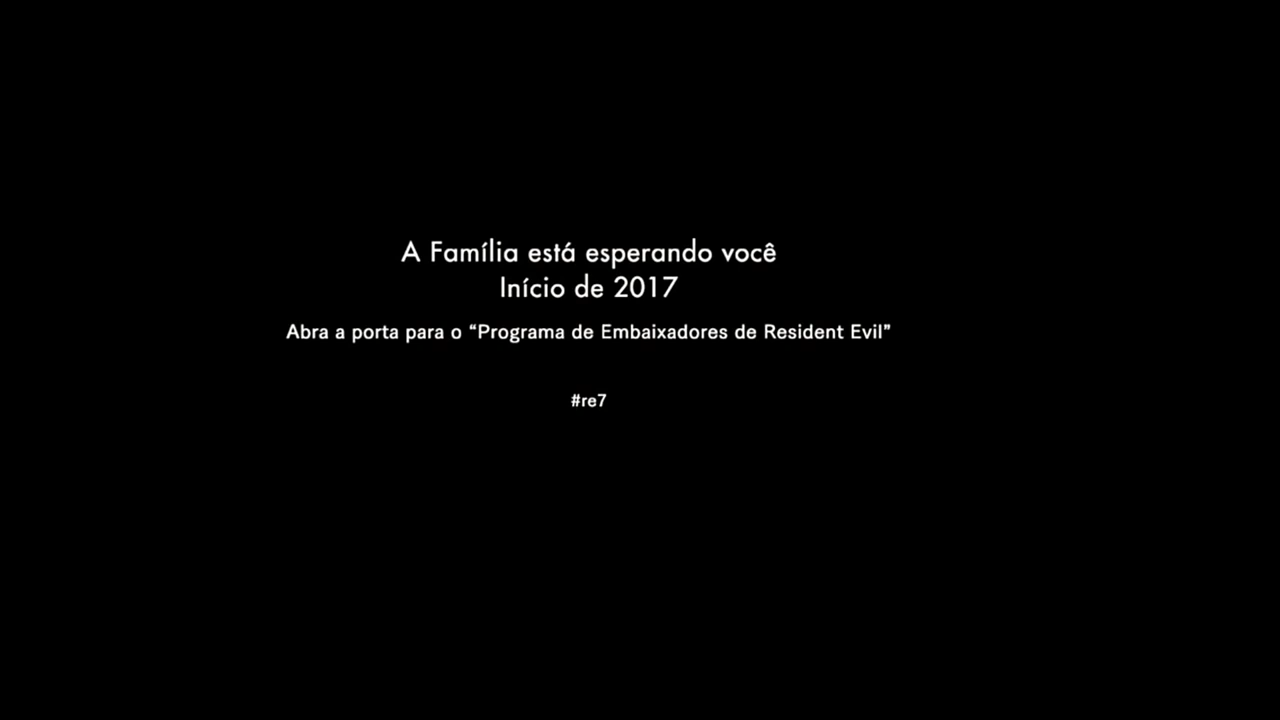 A Família está esperando você
Início de 2017
Abra a porta para o “Programa de Embaixadores de Resident Evil”
#re7